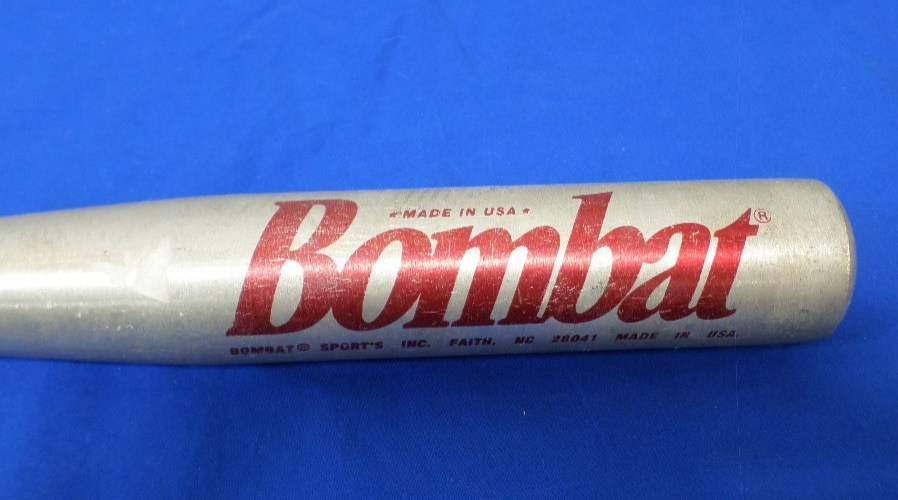 ★ MADE IN USA ★
Bombat®
BOMBAT® SPORT'S INC. FAITH, NC 28041 MADE IN USA